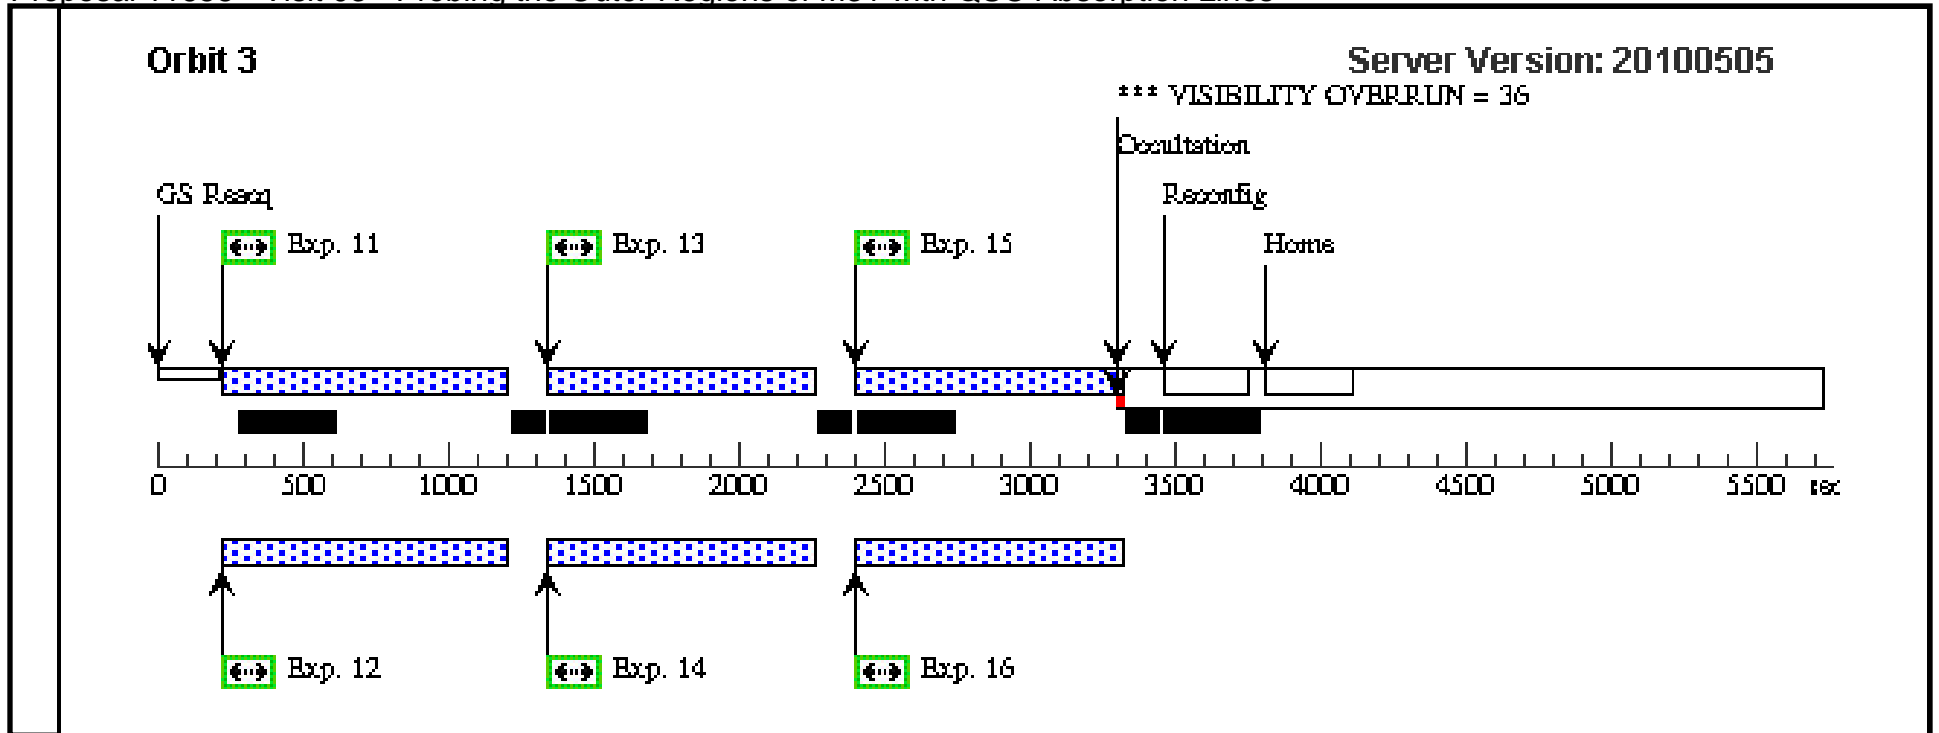 Orbit 3
Server Version: 20100505
*** VISIBILITY OVERRUN = 36
Occultation
GS Reacq
Reconfig
Exp. 11
Exp. 13
Exp. 15
Home
0 500 1000 1500 2000 2500 3000 3500 4000 4500 5000 5500 sec
Exp. 12
Exp. 14
Exp. 16